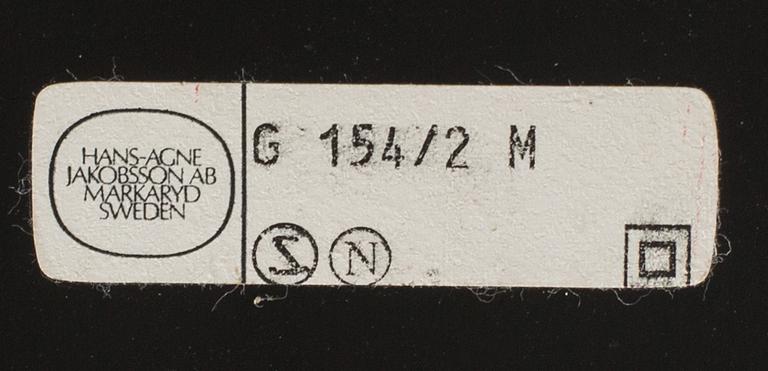 HANS-AGNE
JAKOBSSON AB
MARKARYD
SWEDEN
G 154/2 M
N